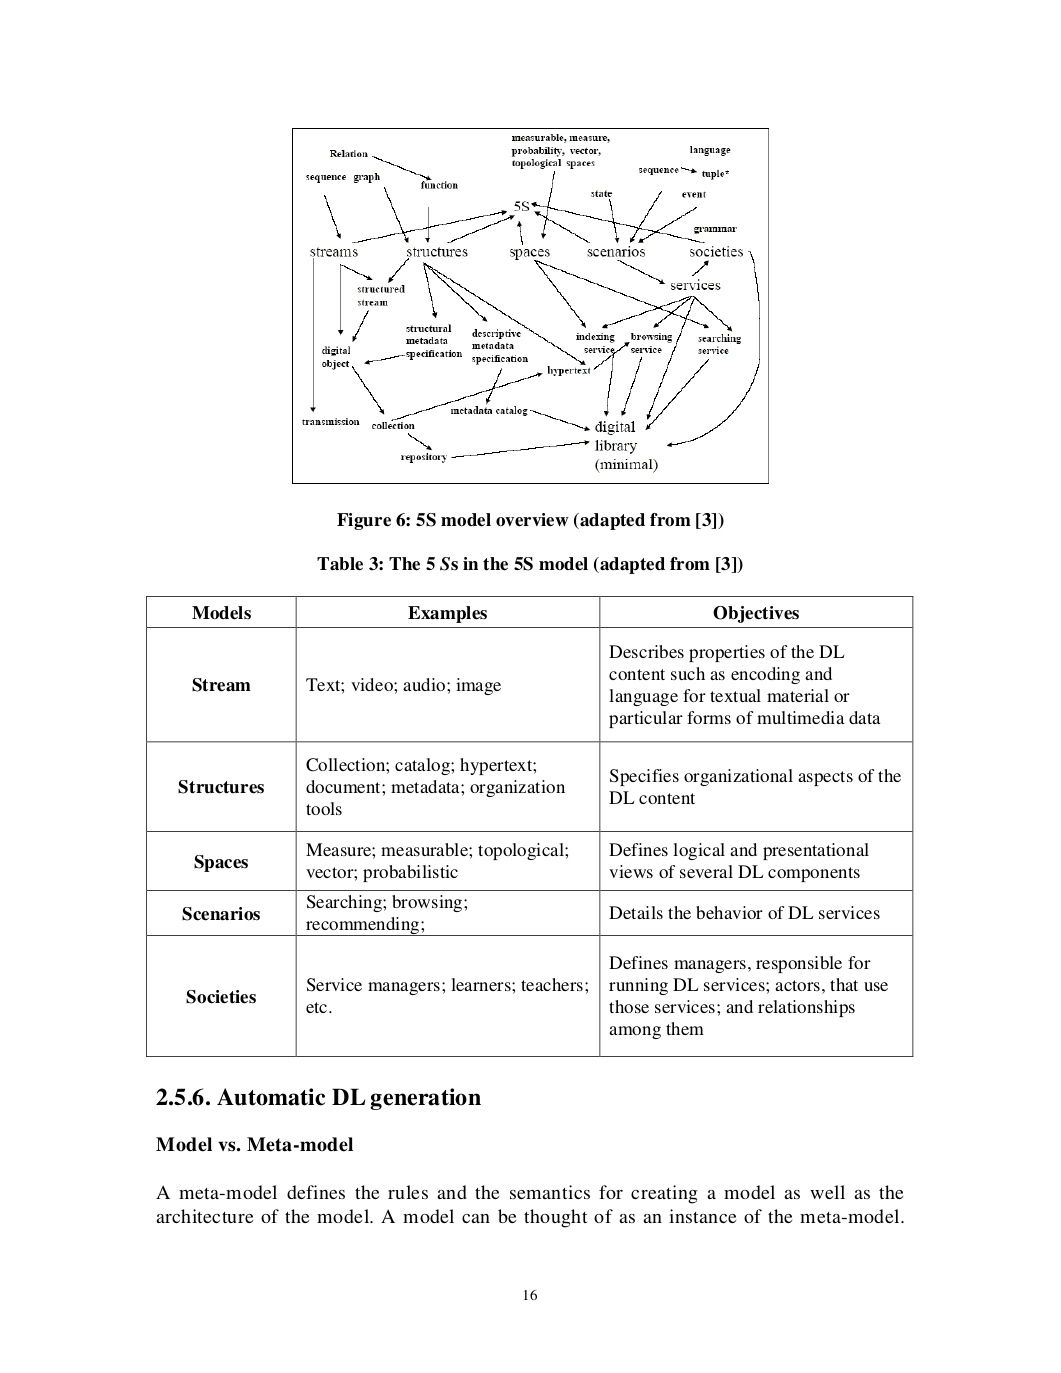 measurable, measure,
probability, vector,
topological spaces
language
Relation
sequence
tuple*
sequence graph
function
state
event
5S
grammar
streams
structures
spaces
scenarios
societies
services
structured
stream
structural
metadata
specification
descriptive
metadata
specification
indexing
service
browsing
service
searching
service
digital
object
hypertext
metadata catalog
transmission
collection
digital
library
(minimal)
repository
Figure 6: 5S model overview (adapted from [3])
Table 3: The 5 Ss in the 5S model (adapted from [3])
Models Examples Objectives
Stream
Text; video; audio; image
Describes properties of the DL
content such as encoding and
language for textual material or
particular forms of multimedia data
Structures
Collection; catalog; hypertext;
document; metadata; organization
tools
Specifies organizational aspects of the
DL content
Spaces
Measure; measurable; topological;
vector; probabilistic
Defines logical and presentational
views of several DL components
Scenarios
Searching; browsing;
recommending;
Details the behavior of DL services
Societies
Service managers; learners; teachers;
etc.
Defines managers, responsible for
running DL services; actors, that use
those services; and relationships
among them
2.5.6. Automatic DL generation
Model vs. Meta-model
A meta-model defines the rules and the semantics for creating a model as well as the
architecture of the model. A model can be thought of as an instance of the meta-model.
16